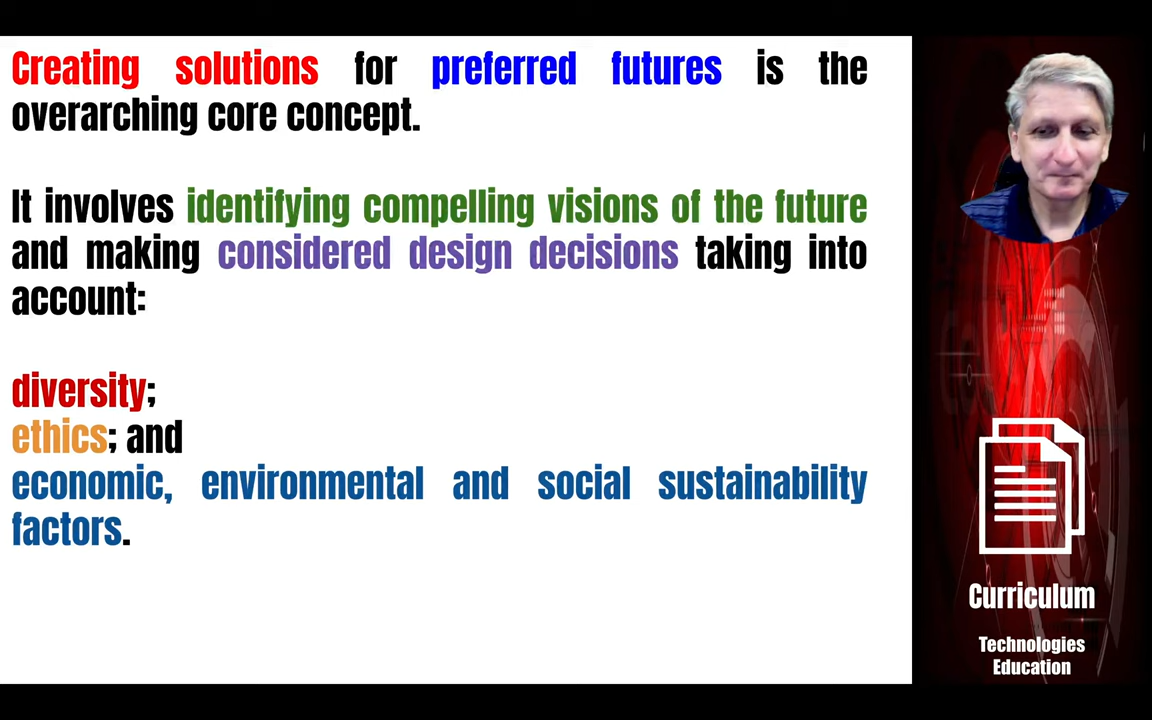 Creating solutions for preferred futures is the
overarching core concept.
It involves identifying compelling visions of the future
and making considered design decisions taking into
account:
diversity;
ethics; and
economic, environmental and social sustainability
factors.
Curriculum
Technologies
Education